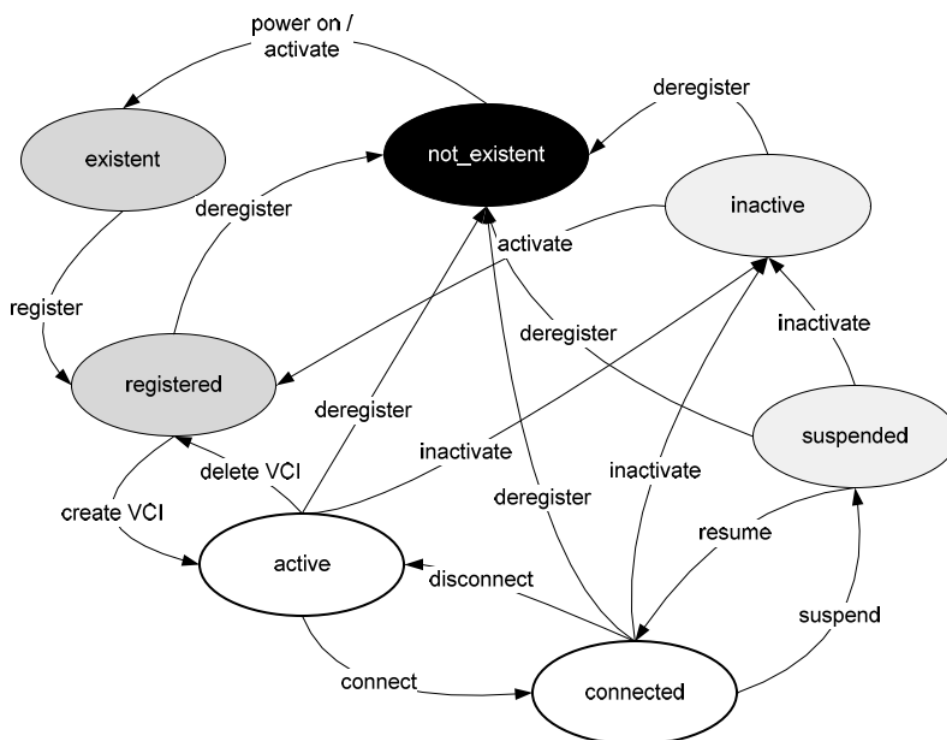 power on /
activate
deregister
existent
not_existent
inactive
deregister
activate
register
deregister
inactivate
registered
deregister
suspended
inactivate
delete VCI
inactivate
create VCI
deregister
resume
active
disconnect
suspend
connect
connected